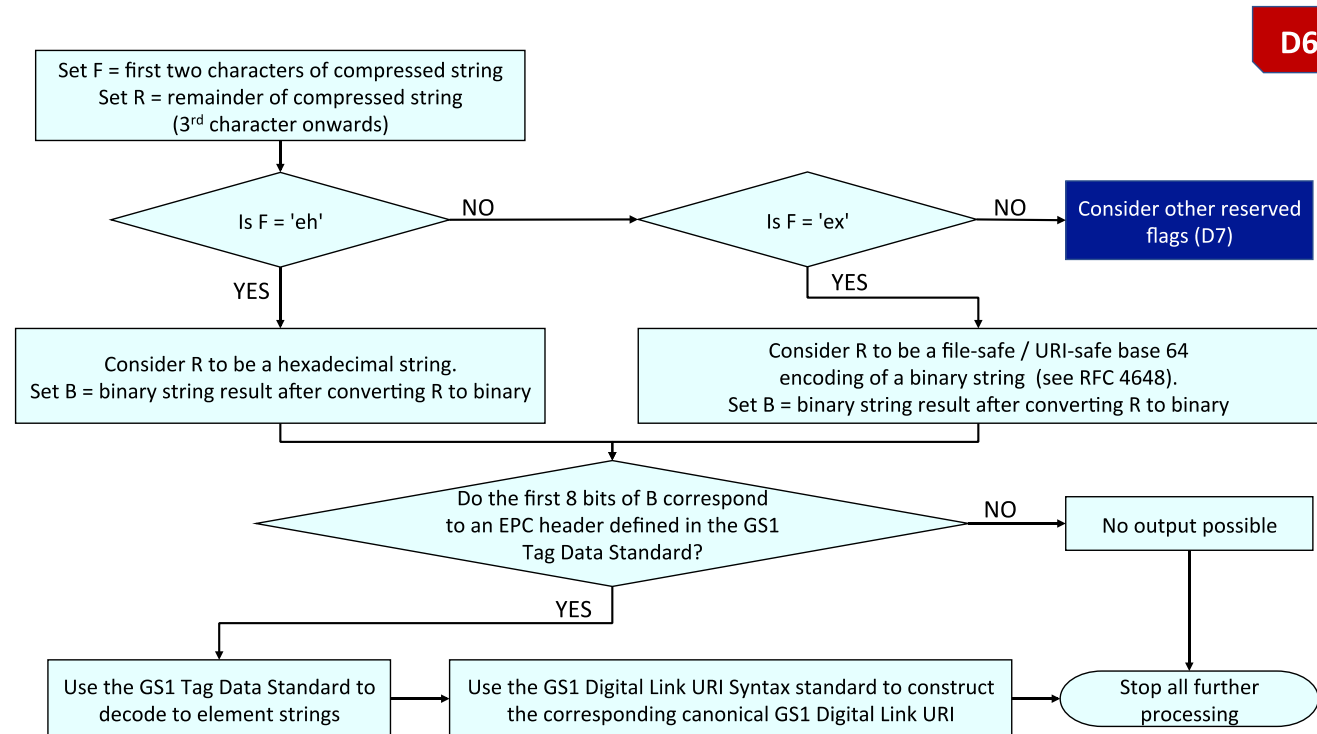 D6
Set F = first two characters of compressed string
Set R = remainder of compressed string
(3rd character onwards)
Is F = 'eh'
NO
Is F = 'ex'
NO
Consider other reserved
flags (D7)
YES
YES
Consider R to be a hexadecimal string.
Set B = binary string result after converting R to binary
Consider R to be a file-safe / URI-safe base 64
encoding of a binary string (see RFC 4648).
Set B = binary string result after converting R to binary
Do the first 8 bits of B correspond
to an EPC header defined in the GS1
Tag Data Standard?
NO
No output possible
YES
Use the GS1 Tag Data Standard to
decode to element strings
Use the GS1 Digital Link URI Syntax standard to construct
the corresponding canonical GS1 Digital Link URI
Stop all further
processing